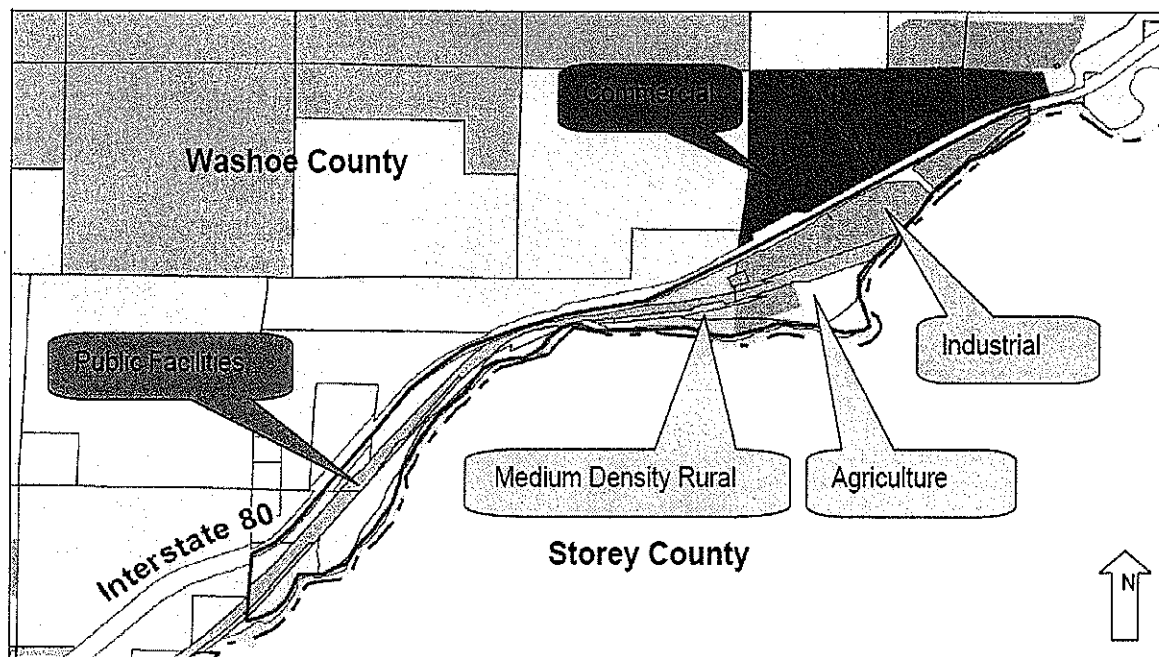 Commercial
Washoe County
Public Facilities
Industrial
Medium Density Rural
Agriculture
Interstate 80
Storey County
N